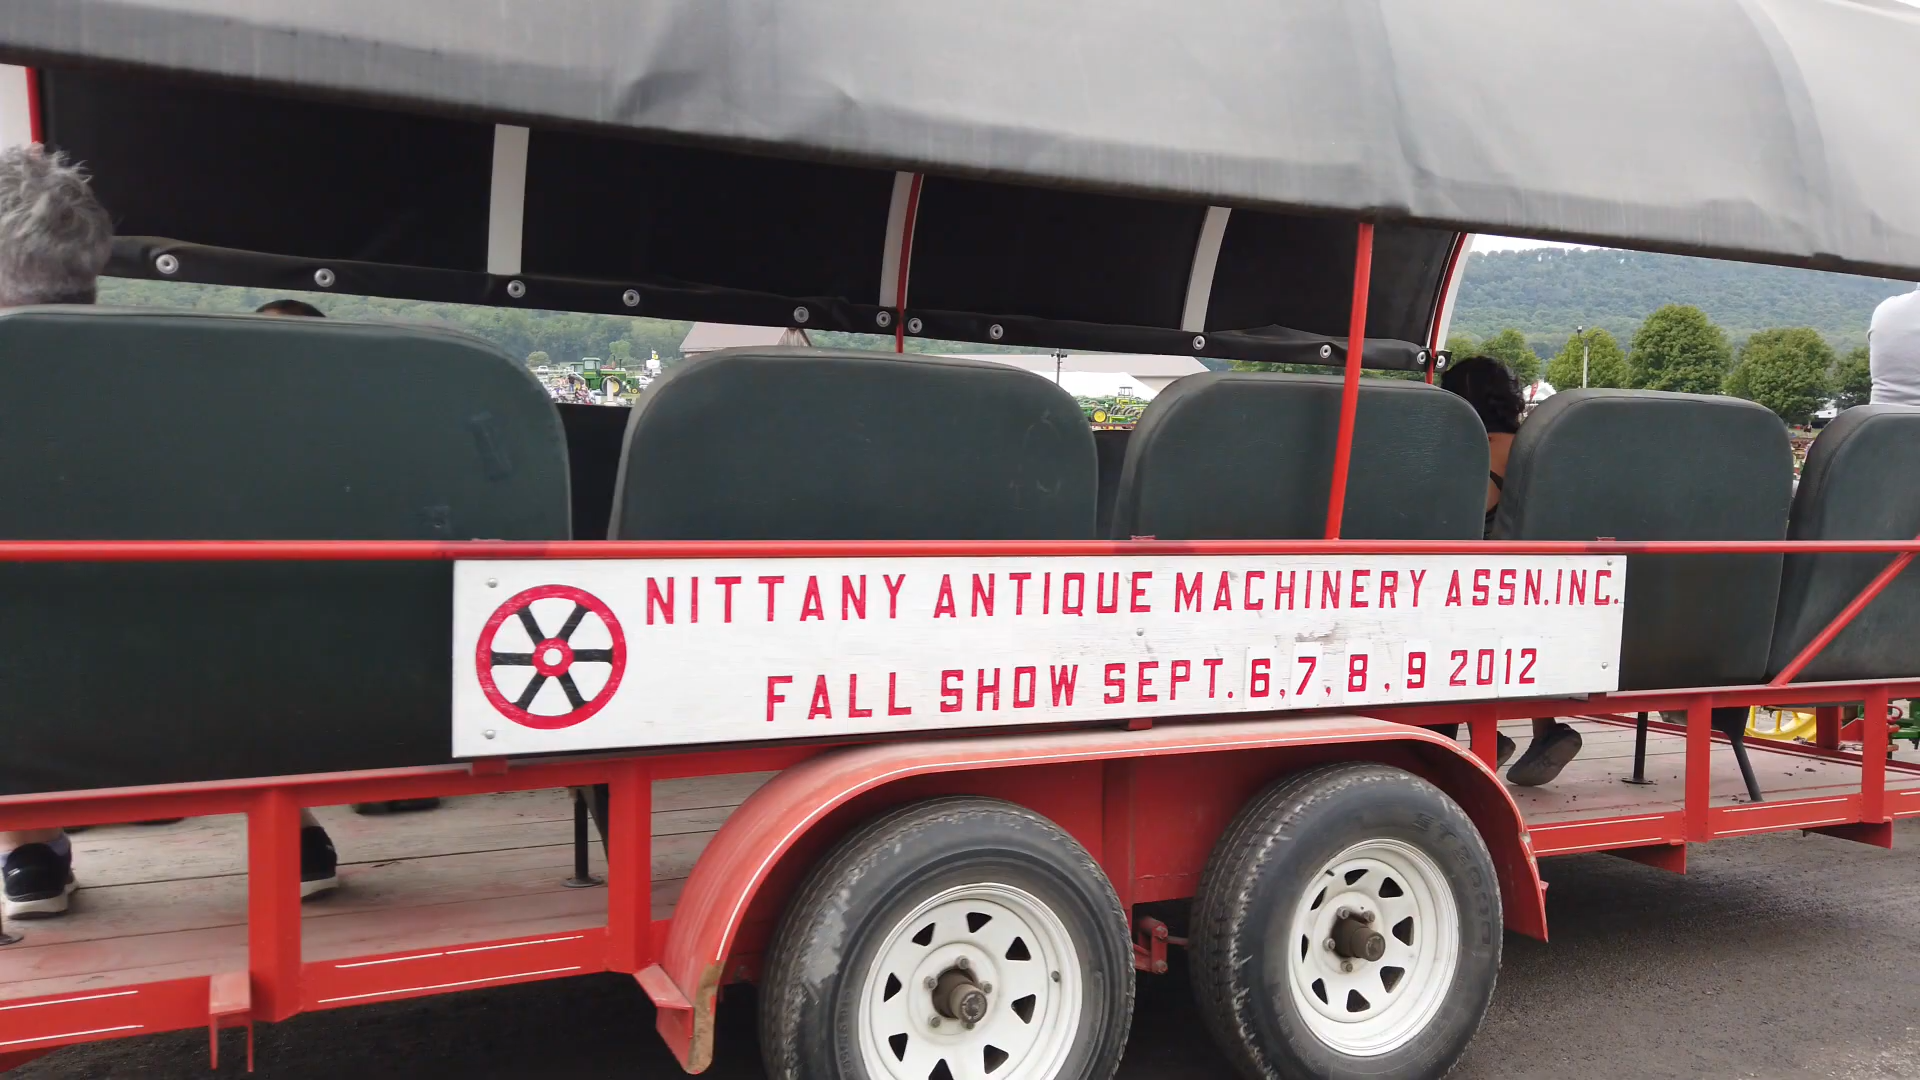 NITTANY ANTIQUE MACHINERY ASSN.INC.
FALL SHOW SEPT. 6,7,8,9 2012